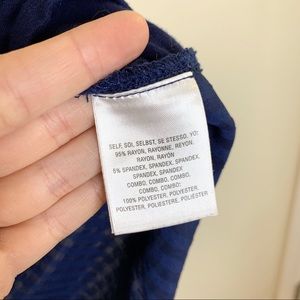 SELF, SOI, SELBST, SE STESSO, YO:
95% RAYON, RAYONNE, REYON,
RAYON, RAYÓN
5% SPANDEX, SPANDEX, SPANDEX,
SPANDEX, SPANDEX
COMBO, COMBO, COMBO,
COMBO, COMBO:
100% POLYESTER, POLYESTER,
POLYESTER, POLIESTERE, POLIÉSTER